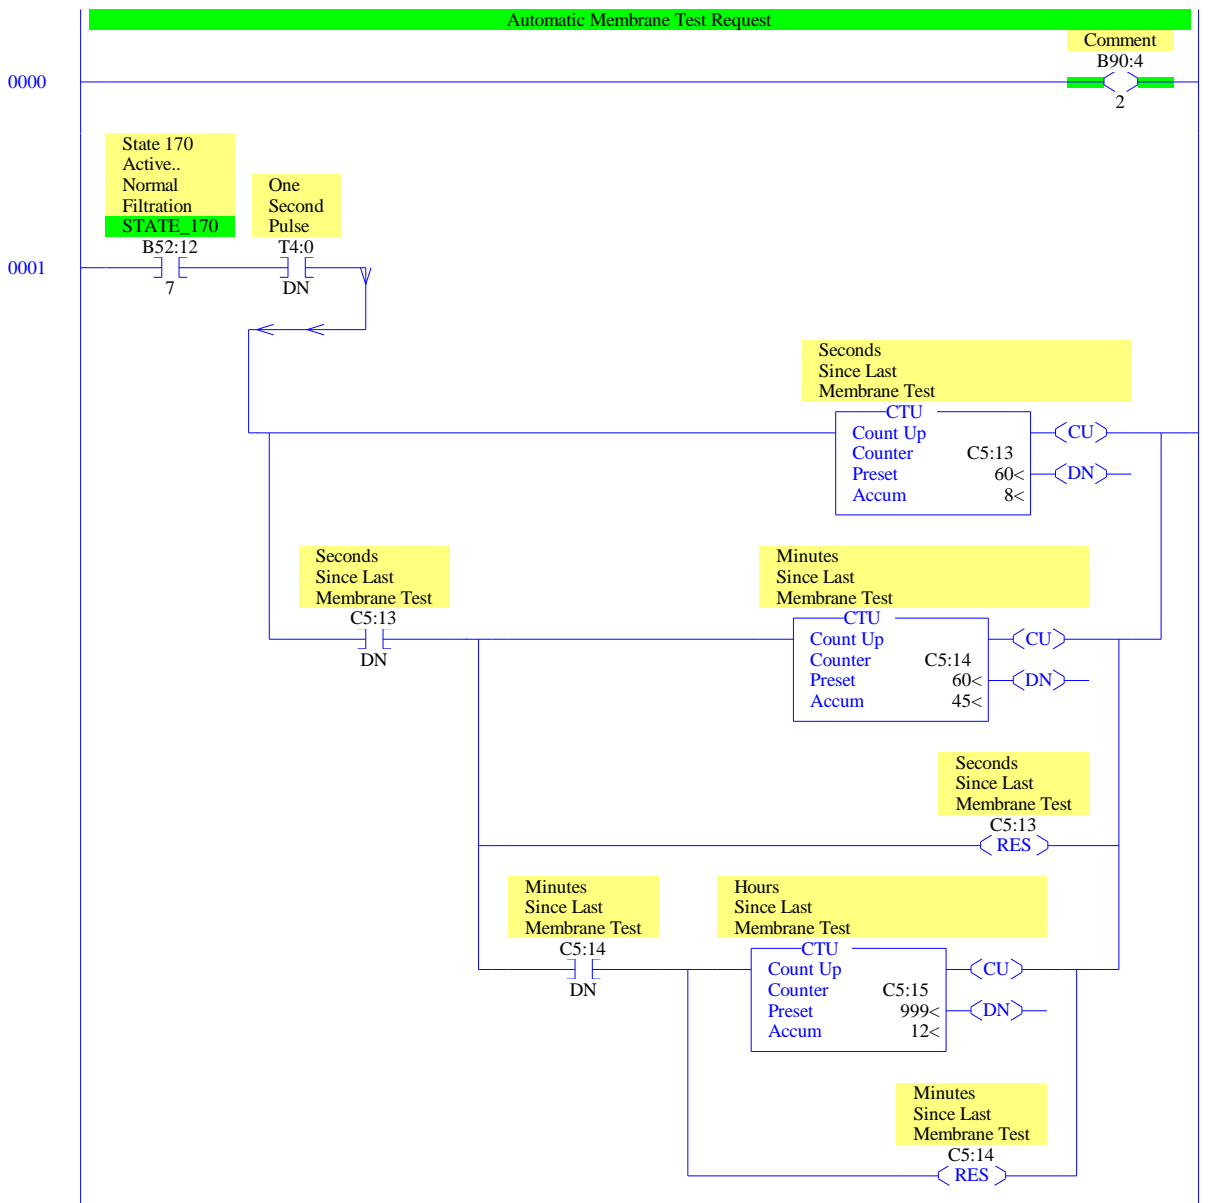 Automatic Membrane Test Request
Comment
B90:4
0000
2
State 170
Active..
Normal
Filtration
STATE_170
B52:12
7
One
Second
Pulse
T4:0
DN
0001
Seconds
Since Last
Membrane Test
CTU
Count Up
Counter C5:13
Preset 60<
Accum 8<
CU
DN
Seconds
Since Last
Membrane Test
C5:13
DN
Minutes
Since Last
Membrane Test
CTU
Count Up
Counter C5:14
Preset 60<
Accum 45<
CU
DN
Seconds
Since Last
Membrane Test
C5:13
RES
Minutes
Since Last
Membrane Test
C5:14
DN
Hours
Since Last
Membrane Test
CTU
Count Up
Counter C5:15
Preset 999<
Accum 12<
CU
DN
Minutes
Since Last
Membrane Test
C5:14
RES